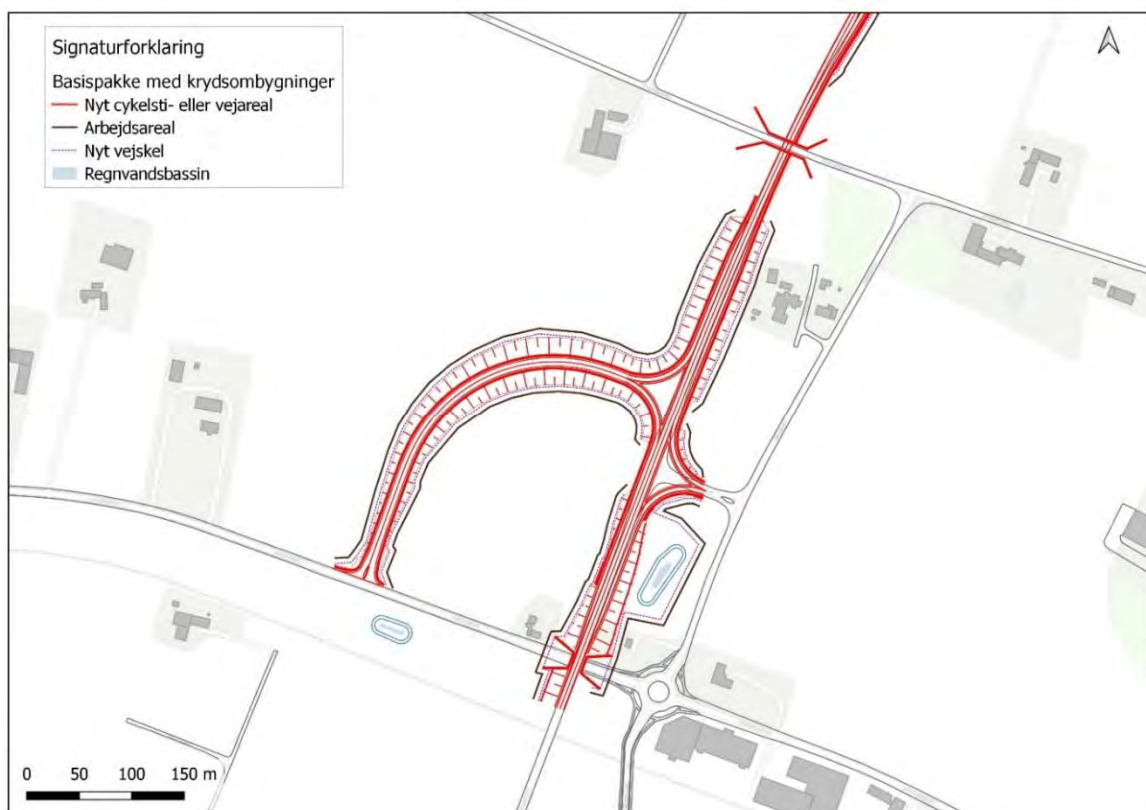 Signaturforklaring
Basispakke med krydsombygninger
Nyt cykelsti- eller vejareal
Arbejdsareal
Nyt vejskel
Regnvandsbassin
0 50 100 150 m